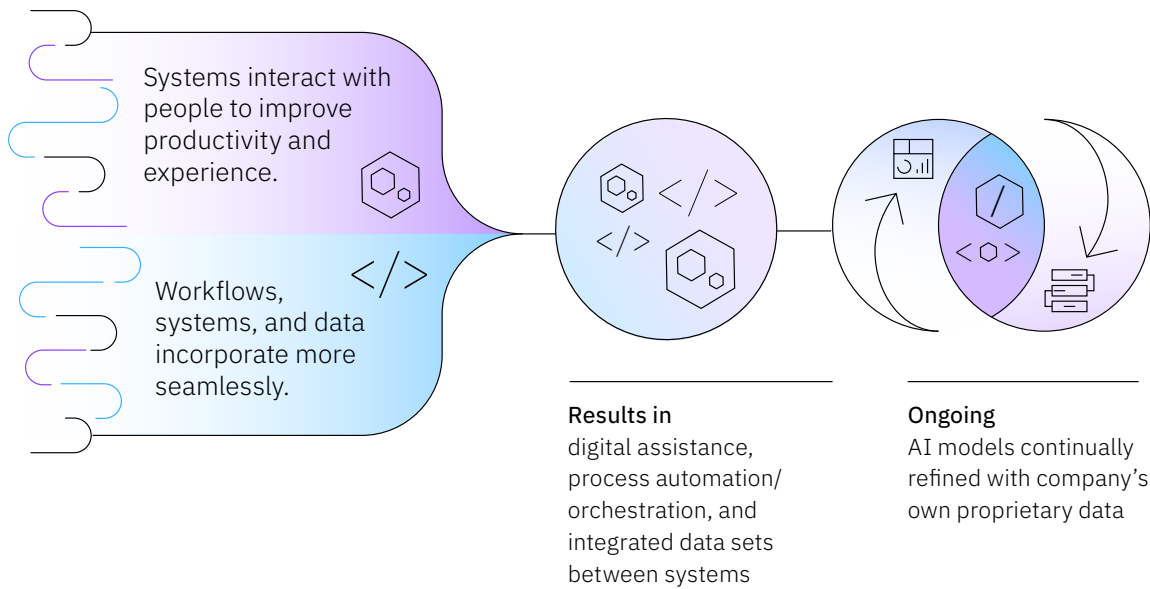 Systems interact with
people to improve
productivity and
experience.
Workflows,
systems, and data
incorporate more
seamlessly.
Results in
digital assistance,
process automation/
orchestration, and
integrated data sets
between systems
Ongoing
AI models continually
refined with company’s
own proprietary data